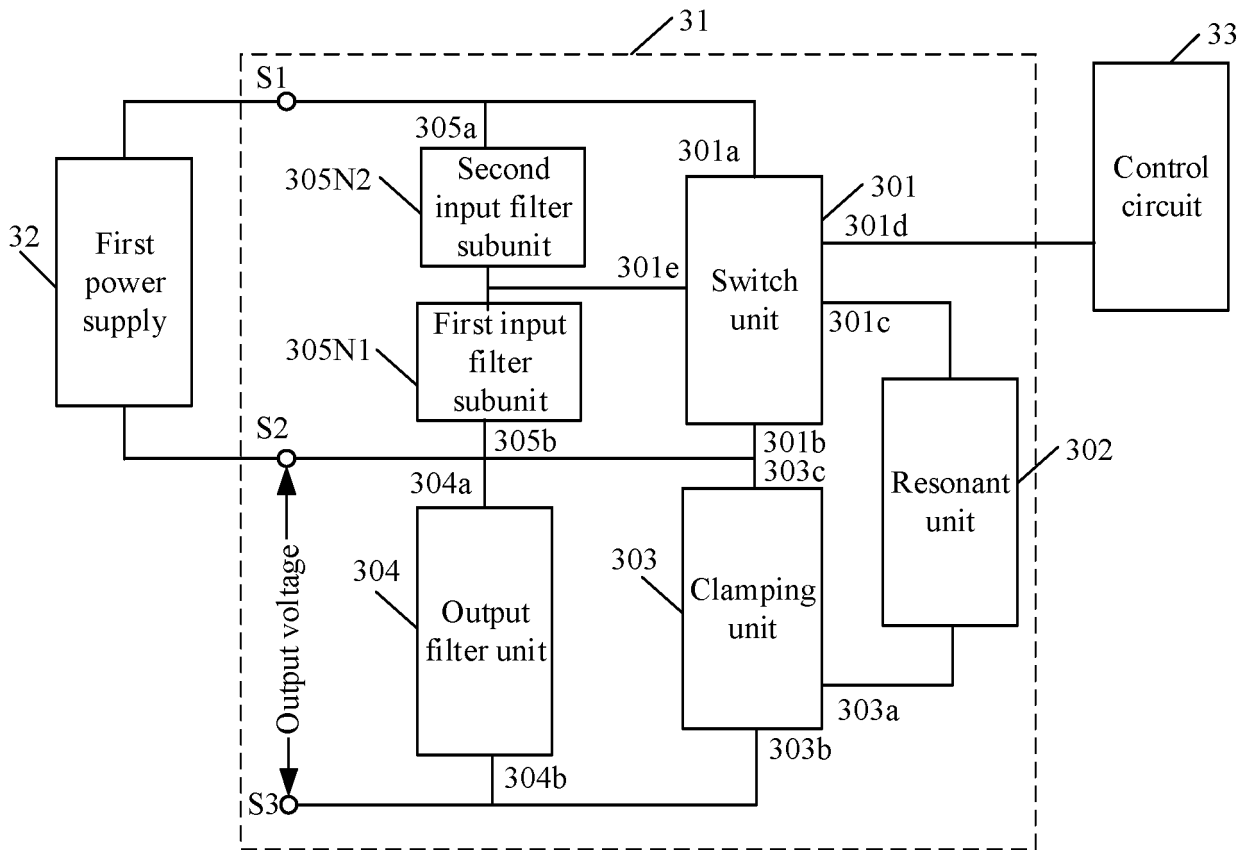 31
33
S1
305a
301a
Second
input filter
subunit
305N2
301
301d
Control
circuit
32
First
power
supply
301e
Switch
unit
301c
First input
filter
subunit
305N1
S2
305b
301b
304a
303c
302
Resonant
unit
Output voltage
304
303
Clamping
unit
Output
filter unit
303a
303b
304b
S3